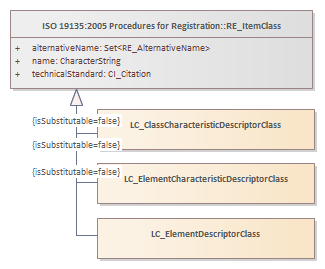 ISO 19135:2005 Procedures for Registration::RE_ItemClass
+ alternativeName: Set<RE_AlternativeName>
+ name: CharacterString
+ technicalStandard: CI_Citation
{isSubstitutable=false}
LC_ClassCharacteristicDescriptorClass
{isSubstitutable=false}
{isSubstitutable=false}
LC_ElementCharacteristicDescriptorClass
LC_ElementDescriptorClass